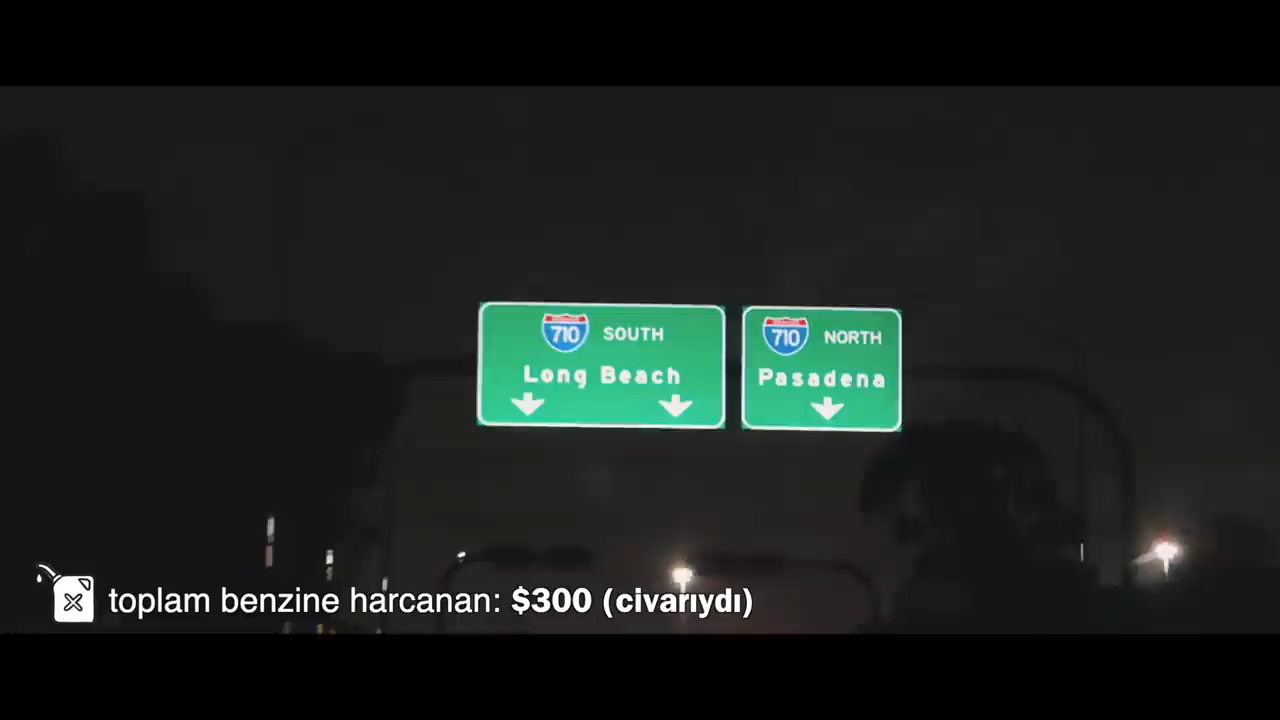 710 SOUTH
Long Beach
710 NORTH
Pasadena
toplam benzine harcanan: $300 (civarıydı)